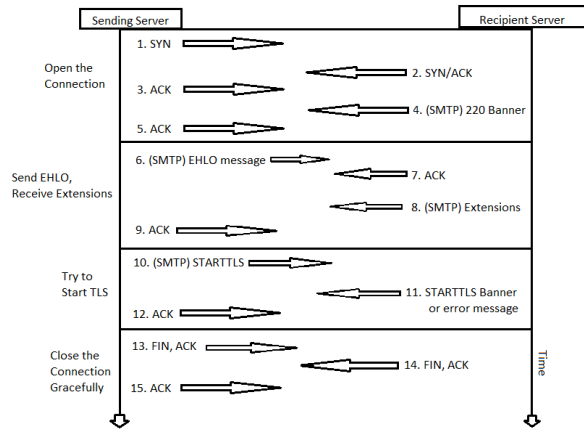 Sending Server
Recipient Server
1. SYN
Open the
Connection
2. SYN/ACK
3. ACK
4. (SMTP) 220 Banner
5. ACK
6. (SMTP) EHLO message
Send EHLO,
Receive Extensions
7. ACK
8. (SMTP) Extensions
9. ACK
10. (SMTP) STARTTLS
Try to
Start TLS
11. STARTTLS Banner
or error message
12. ACK
13. FIN, ACK
Close the
Connection
Gracefully
14. FIN, ACK
15. ACK
Time